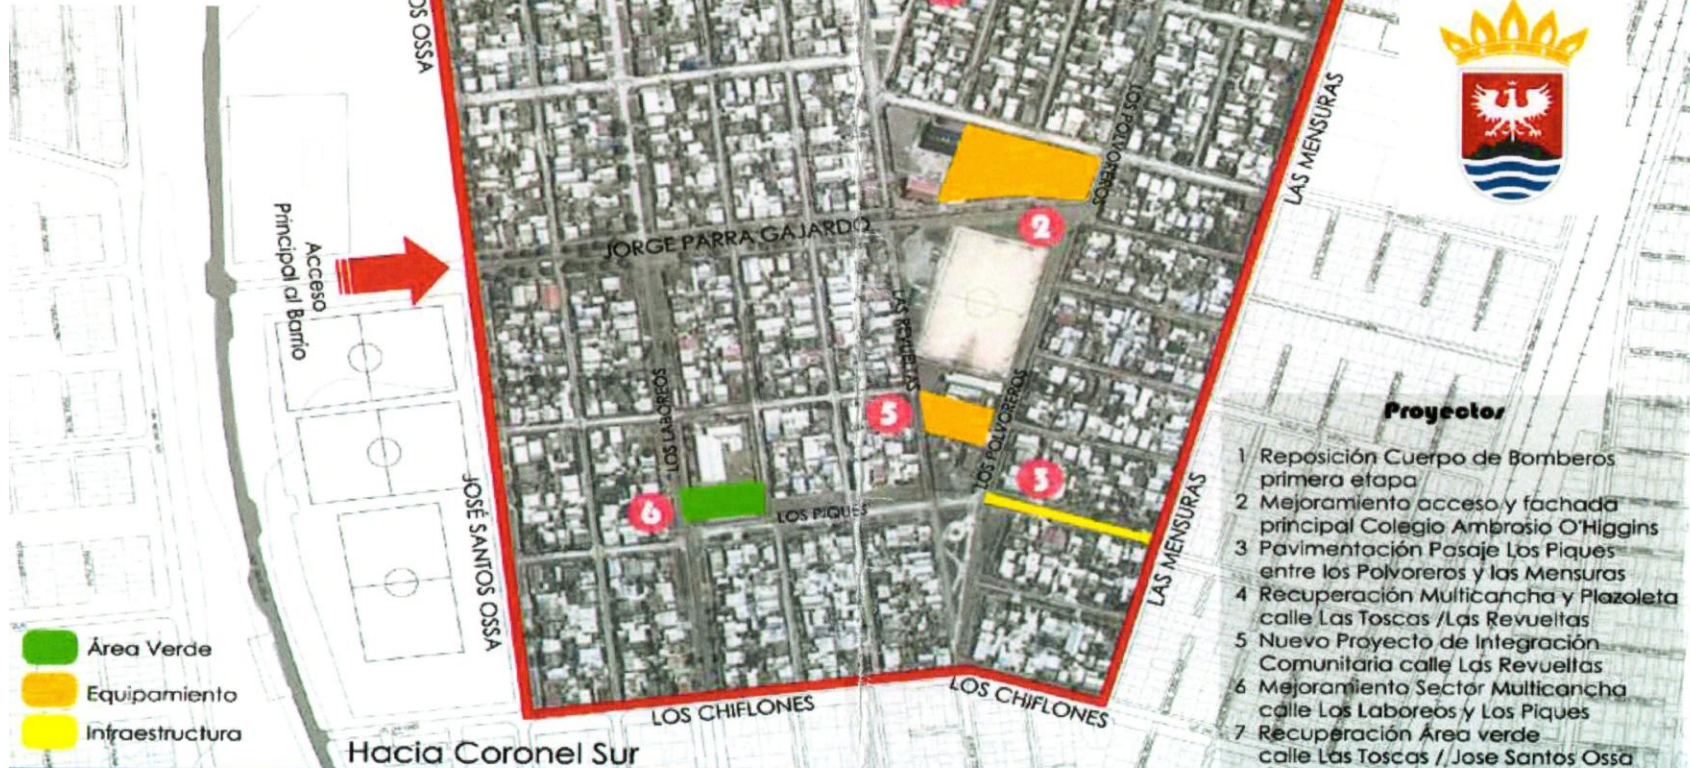 OS OSSA
LAS MENSURAS
LOS POLVOREROS
Acceso
Principal al Barrio
JORGE PARRA GAJARDO
2
LAS REVUELTAS
LOS LABOREOS
5
LOS POLVOREROS
3
6
LOS PIQUES
JOSÉ SANTOS OSSA
LAS MENSURAS
LOS CHIFLONES
LOS CHIFLONES
Hacia Coronel Sur
Área Verde
Equipamiento
Infraestructura
Proyectos
1 Reposición Cuerpo de Bomberos
primera etapa
2 Mejoramiento acceso y fachada
principal Colegio Ambrosio O'Higgins
3 Pavimentación Pasaje Los Piques
entre los Polvoreros y las Mensuras
4 Recuperación Multicancha y Plazoleta
calle Las Toscas /Las Revueltas
5 Nuevo Proyecto de Integración
Comunitaria calle Las Revueltas
6 Mejoramiento Sector Multicancha
calle Los Laboreos y Los Piques
7 Recuperación Área verde
calle Las Toscas / Jose Santos Ossa